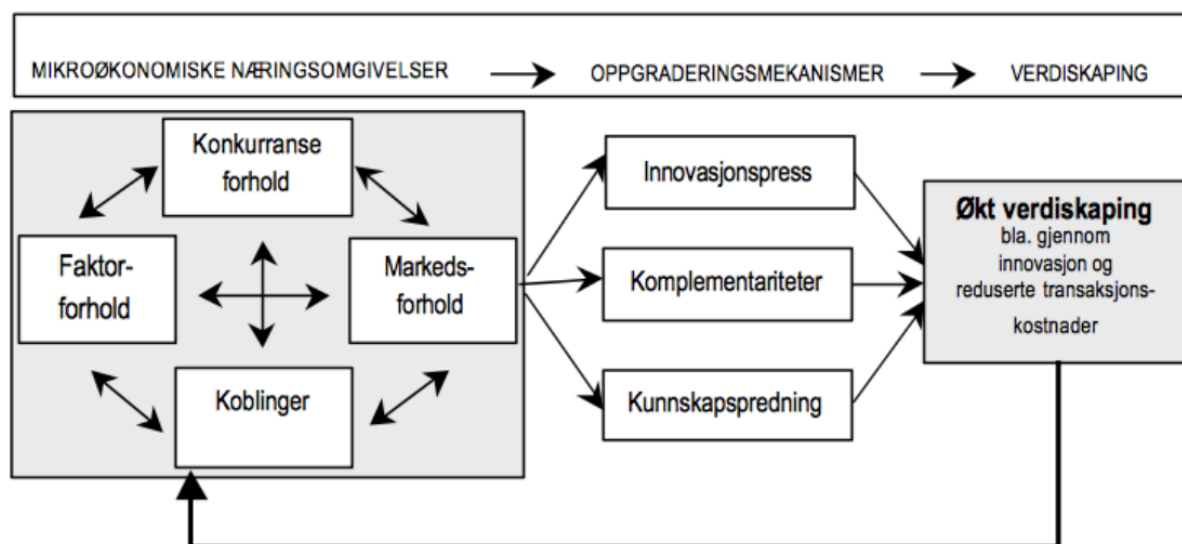 MIKROØKONOMISKE NÆRINGSOMGIVELSER
OPPGRADERINGSMEKANISMER
VERDISKAPING
Konkurranse
forhold
Faktor-
forhold
Markeds-
forhold
Koblinger
Innovasjonspress
Komplementariteter
Kunnskapspredning
Økt verdiskaping
bla. gjennom
innovasjon og
reduserte transaksjons-
kostnader